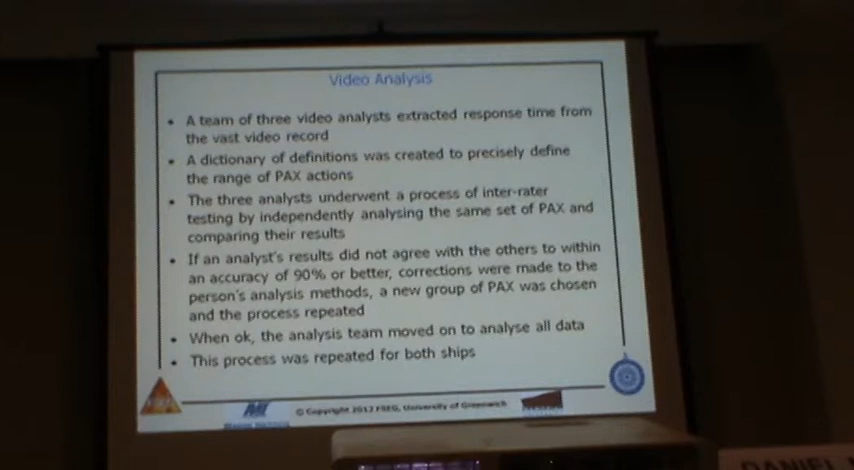 Video Analysis
• A team of three video analysts extracted response time from
the vast video record
• A dictionary of definitions was created to precisely define
the range of PAX actions
• The three analysts underwent a process of inter-rater
testing by independently analysing the same set of PAX and
comparing their results
• If an analyst's results did not agree with the others to within
an accuracy of 90% or better, corrections were made to the
person's analysis methods, a new group of PAX was chosen
and the process repeated
• When ok, the analysis team moved on to analyse all data
• This process was repeated for both ships
© Copyright 2012 FSEG, University of Greenwich
DANIEL